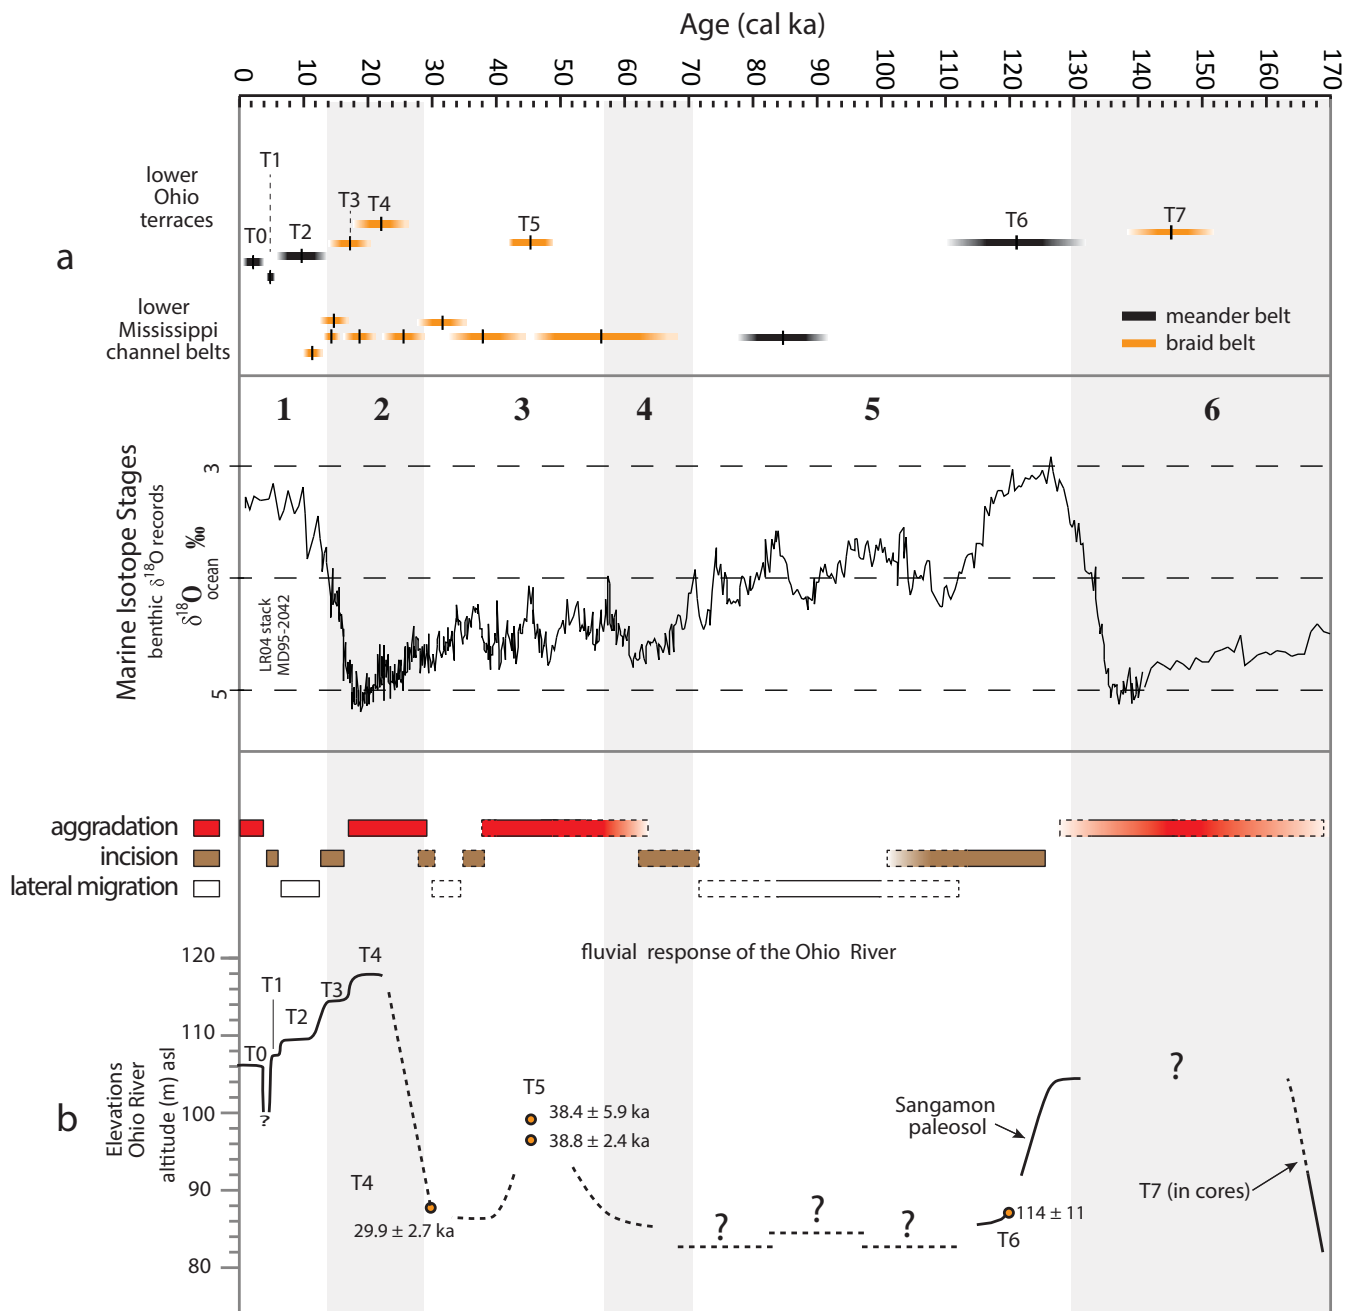 Age (cal ka)
0 10 20 30 40 50 60 70 80 90 100 110 120 130 140 150 160 170
a
lower
Ohio
terraces
T0
T1
T2
T3
T4
T5
T6
T7
lower
Mississippi
channel belts
meander belt
braid belt
1 2 3 4 5 6
Marine Isotope Stages
benthic δ18O records
δ18O ocean ‰
3
5
LR04 stack
MD95-2042
aggradation
incision
lateral migration
fluvial response of the Ohio River
b
Elevations
Ohio River
altitude (m) asl
120
110
100
90
80
T0
T1
T2
T3
T4
?
T4
29.9 ± 2.7 ka
T5
38.4 ± 5.9 ka
38.8 ± 2.4 ka
? ? ?
114 ± 11
T6
Sangamon
paleosol
?
T7 (in cores)